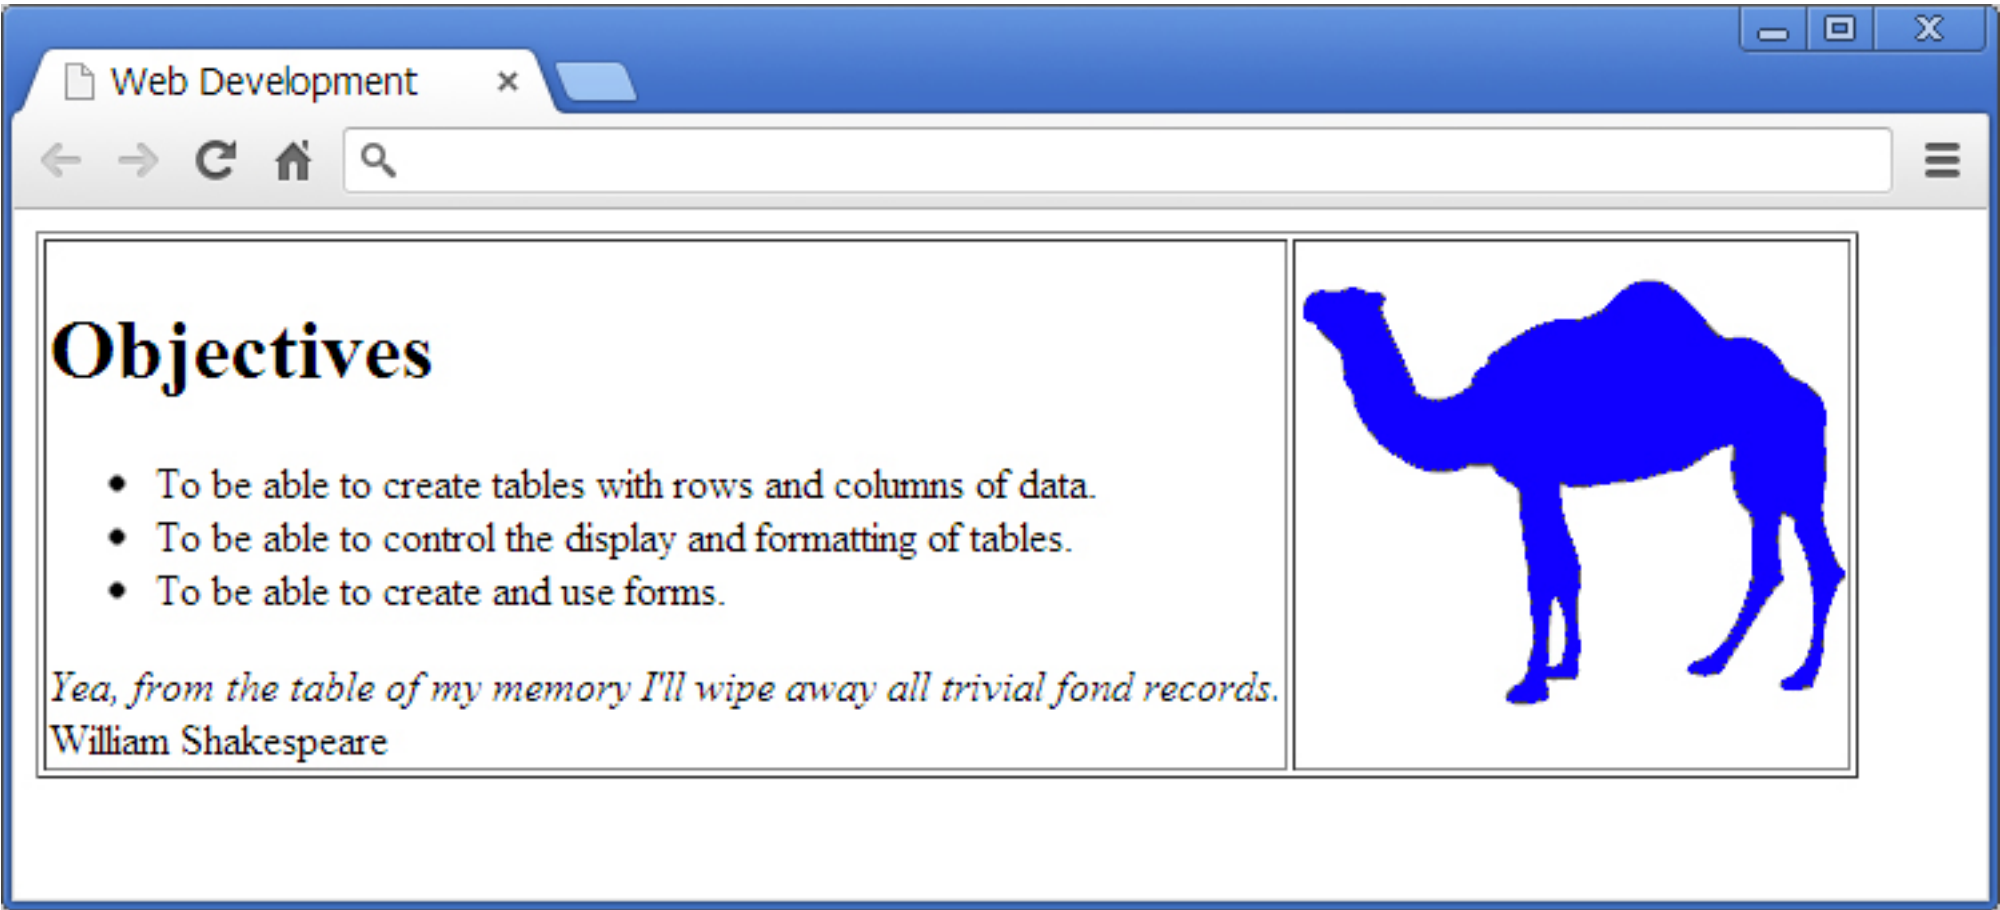 Web Development
Objectives
To be able to create tables with rows and columns of data.
To be able to control the display and formatting of tables.
To be able to create and use forms.
Yea, from the table of my memory I'll wipe away all trivial fond records.
William Shakespeare